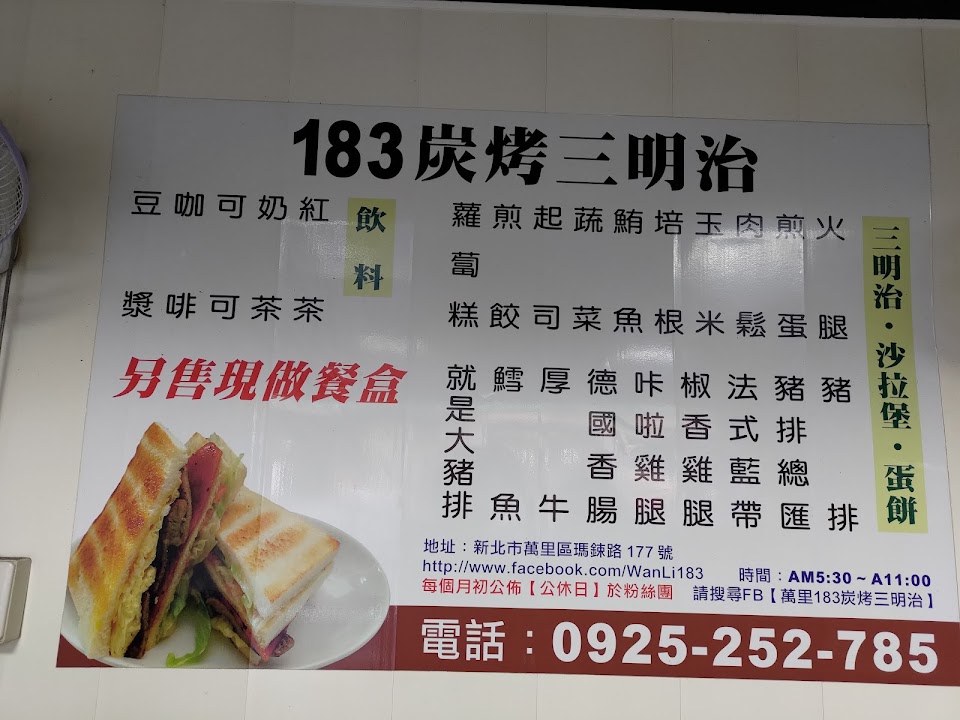 183炭烤三明治
三明治・沙拉堡・蛋餅
火腿
煎蛋
肉鬆
玉米
培根
鮪魚
蔬菜
起司
煎餃
蘿蔔糕
豬排
豬排總匯
法式藍帶
椒香雞腿
咔啦雞腿
德國香腸
厚牛
鱈魚
就是大豬排
飲料
紅茶
奶茶
可可
咖啡
豆漿
另售現做餐盒
地址：新北市萬里區瑪鋉路177號
http://www.facebook.com/WanLi183 時間：AM5:30~A11:00
每個月初公佈【公休日】於粉絲團 請搜尋FB【萬里183炭烤三明治】
電話：0925-252-785